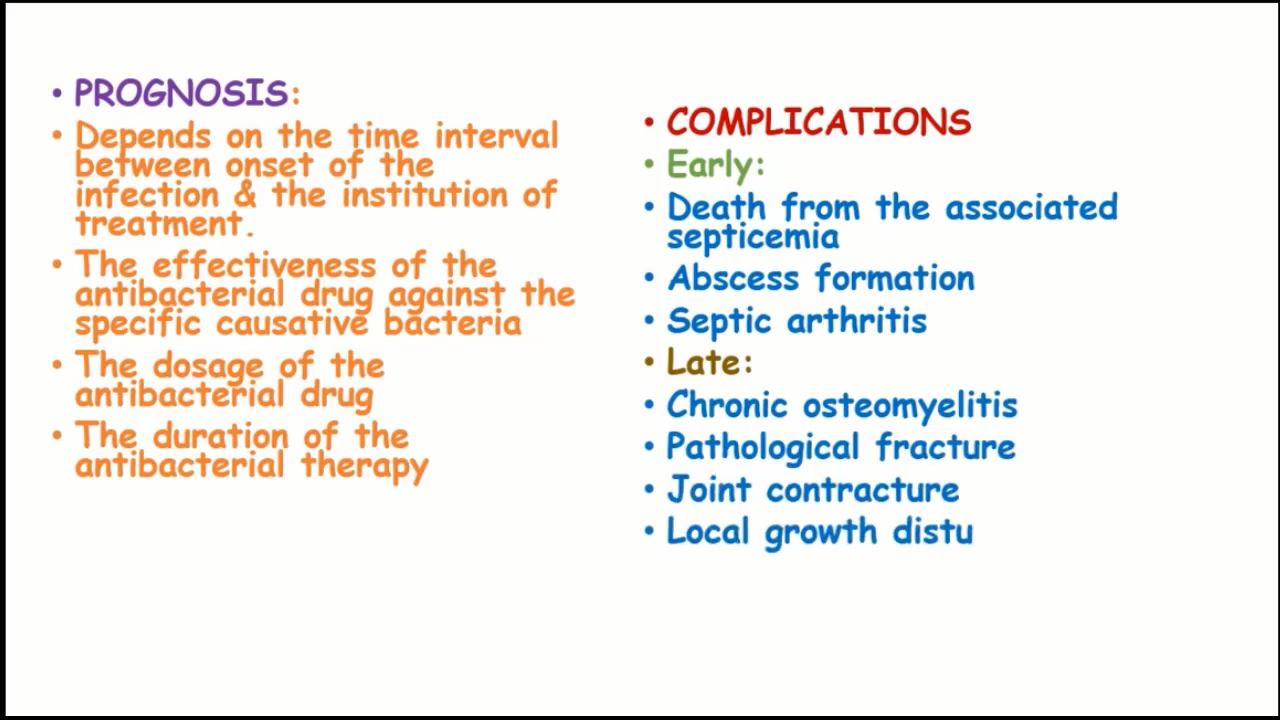 • PROGNOSIS:
• Depends on the time interval
between onset of the
infection & the institution of
treatment.
• The effectiveness of the
antibacterial drug against the
specific causative bacteria
• The dosage of the
antibacterial drug
• The duration of the
antibacterial therapy
• COMPLICATIONS
• Early:
• Death from the associated
septicemia
• Abscess formation
• Septic arthritis
• Late:
• Chronic osteomyelitis
• Pathological fracture
• Joint contracture
• Local growth distu